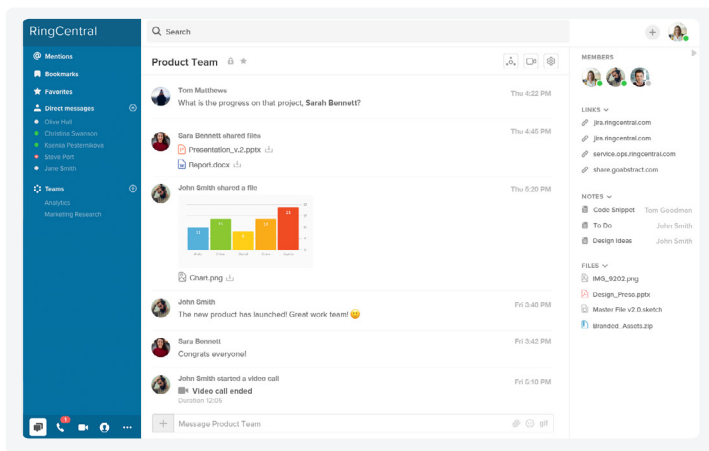 RingCentral
Search
Mentions
Bookmarks
Favorites
Direct messages
Olive Hall
Christina Swanson
Ksenia Pesternikova
Steve Port
Jane Smith
Teams
Analytics
Marketing Research
1
Product Team
Tom Matthews
Thu 4:22 PM
What is the progress on that project, Sarah Bennett?
Sara Bennett shared files
Thu 4:45 PM
Presentation_v.2.pptx
Report.docx
John Smith shared a file
Thu 6:20 PM
Chart.png
John Smith
Fri 3:40 PM
The new product has launched! Great work team!
Sara Bennett
Fri 3:42 PM
Congrats everyone!
John Smith started a video call
Fri 5:10 PM
Video call ended
Duration 12:05
Message Product Team
gif
MEMBERS
LINKS
jira.ringcentral.com
jira.ringcentral.com
service.ops.ringcentral.com
share.goabstract.com
NOTES
Code Snippet Tom Goodman
To Do John Smith
Design Ideas John Smith
FILES
IMG_9202.png
Design_Preso.pptx
Master File v2.0.sketch
Branded_Assets.zip